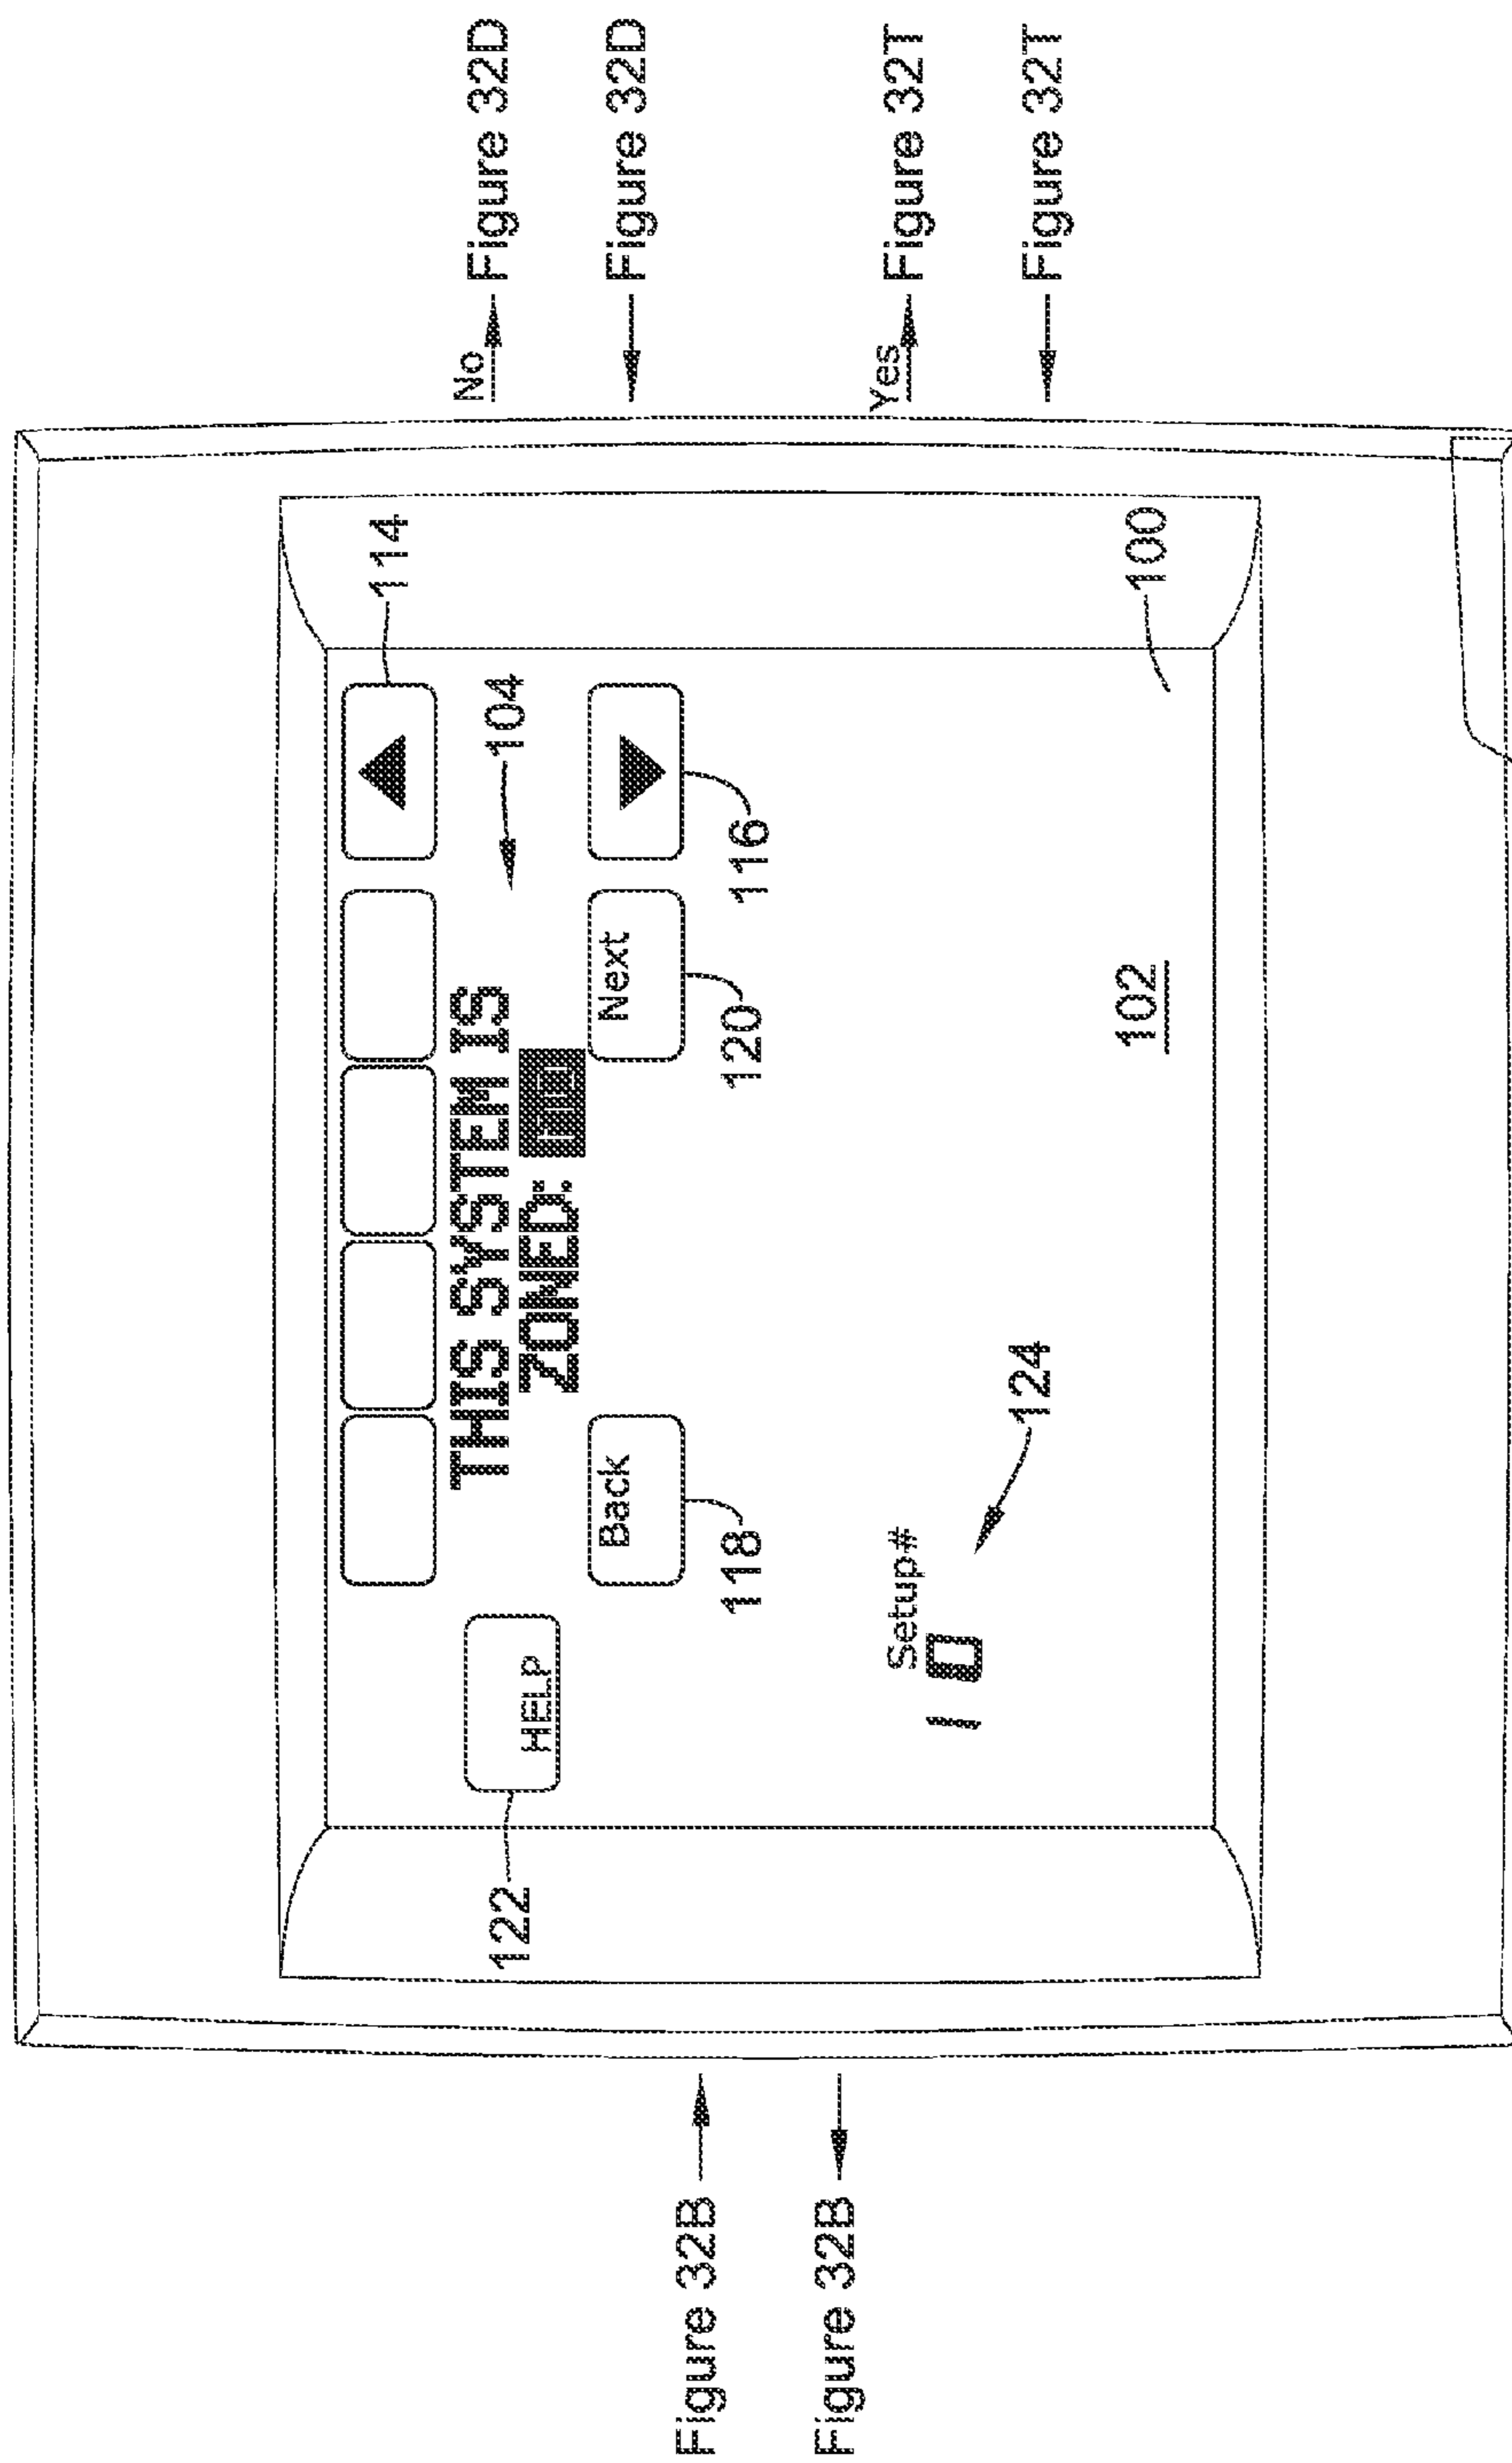 114
THIS SYSTEM IS
104
ZONED:
HELP
122
Back
Next
118
120
116
Setup#
10
124
102
100
Figure 32B
Figure 32B
No
Figure 32D
Figure 32D
Yes
Figure 32T
Figure 32T